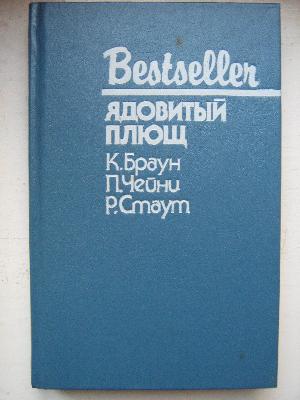 Bestseller
ЯДОВИТЫЙ
ПЛЮЩ
К.Браун
П.Чейни
Р.Стаут